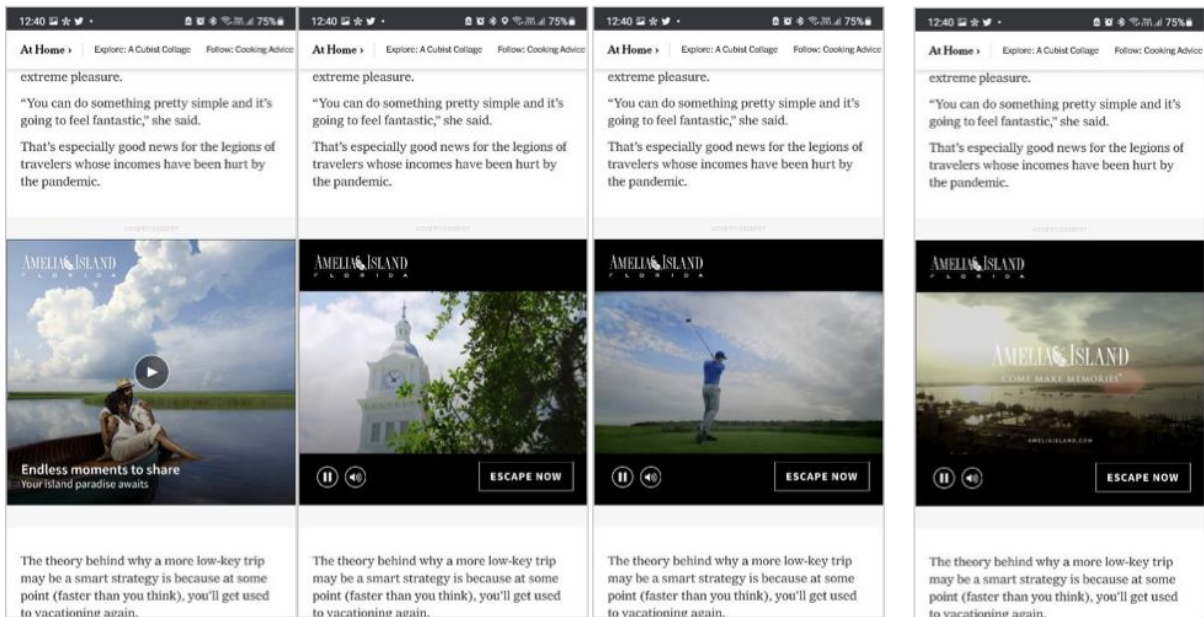 12:40 75%
At Home › Explore: A Cubist Collage Follow: Cooking Advice
extreme pleasure.
“You can do something pretty simple and it’s
going to feel fantastic,” she said.
That’s especially good news for the legions of
travelers whose incomes have been hurt by
the pandemic.
ADVERTISEMENT
AMELIA ISLAND
FLORIDA
Endless moments to share
Your island paradise awaits
The theory behind why a more low-key trip
may be a smart strategy is because at some
point (faster than you think), you’ll get used
to vacationing again.
12:40 75%
At Home › Explore: A Cubist Collage Follow: Cooking Advice
extreme pleasure.
“You can do something pretty simple and it’s
going to feel fantastic,” she said.
That’s especially good news for the legions of
travelers whose incomes have been hurt by
the pandemic.
ADVERTISEMENT
AMELIA ISLAND
FLORIDA
ESCAPE NOW
The theory behind why a more low-key trip
may be a smart strategy is because at some
point (faster than you think), you’ll get used
to vacationing again.
12:40 75%
At Home › Explore: A Cubist Collage Follow: Cooking Advice
extreme pleasure.
“You can do something pretty simple and it’s
going to feel fantastic,” she said.
That’s especially good news for the legions of
travelers whose incomes have been hurt by
the pandemic.
ADVERTISEMENT
AMELIA ISLAND
FLORIDA
ESCAPE NOW
The theory behind why a more low-key trip
may be a smart strategy is because at some
point (faster than you think), you’ll get used
to vacationing again.
12:40 75%
At Home › Explore: A Cubist Collage Follow: Cooking Advice
extreme pleasure.
“You can do something pretty simple and it’s
going to feel fantastic,” she said.
That’s especially good news for the legions of
travelers whose incomes have been hurt by
the pandemic.
ADVERTISEMENT
AMELIA ISLAND
FLORIDA
AMELIA ISLAND
COME MAKE MEMORIES®
AMELIAISLAND.COM
ESCAPE NOW
The theory behind why a more low-key trip
may be a smart strategy is because at some
point (faster than you think), you’ll get used
to vacationing again.